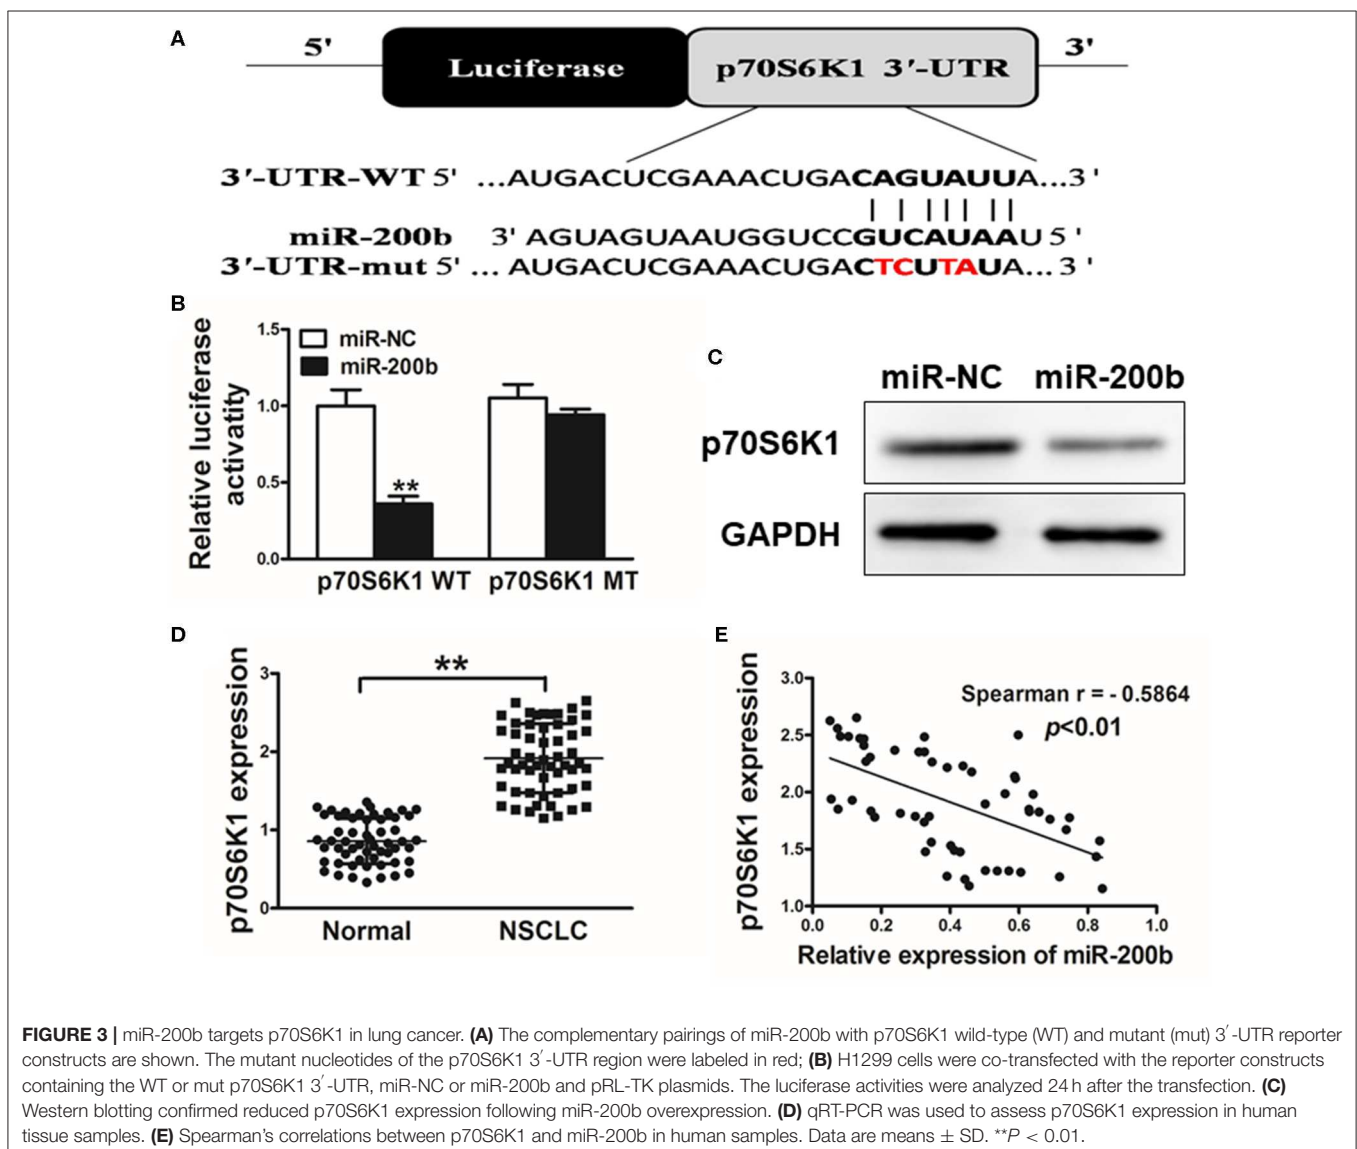 A
5' Luciferase p70S6K1 3′-UTR 3'
3′-UTR-WT 5' ...AUGACUCGAAACUGACAGUAUUA...3'
miR-200b 3' AGUAGUAAUGGUCCGUCAUAAU 5'
3′-UTR-mut 5'... AUGACUCGAAACUGACTCUTAUA... 3'
B
Relative luciferase
activatity
1.5
1.0
0.5
0.0
miR-NC
miR-200b
**
p70S6K1 WT p70S6K1 MT
C
miR-NC miR-200b
p70S6K1
GAPDH
D
p70S6K1 expression
3
2
1
0
**
Normal NSCLC
E
p70S6K1 expression
3.0
2.5
2.0
1.5
1.0
Spearman r = - 0.5864
p<0.01
0.0 0.2 0.4 0.6 0.8 1.0
Relative expression of miR-200b
FIGURE 3 | miR-200b targets p70S6K1 in lung cancer. (A) The complementary pairings of miR-200b with p70S6K1 wild-type (WT) and mutant (mut) 3′-UTR reporter
constructs are shown. The mutant nucleotides of the p70S6K1 3′-UTR region were labeled in red; (B) H1299 cells were co-transfected with the reporter constructs
containing the WT or mut p70S6K1 3′-UTR, miR-NC or miR-200b and pRL-TK plasmids. The luciferase activities were analyzed 24 h after the transfection. (C)
Western blotting confirmed reduced p70S6K1 expression following miR-200b overexpression. (D) qRT-PCR was used to assess p70S6K1 expression in human
tissue samples. (E) Spearman's correlations between p70S6K1 and miR-200b in human samples. Data are means ± SD. **P < 0.01.